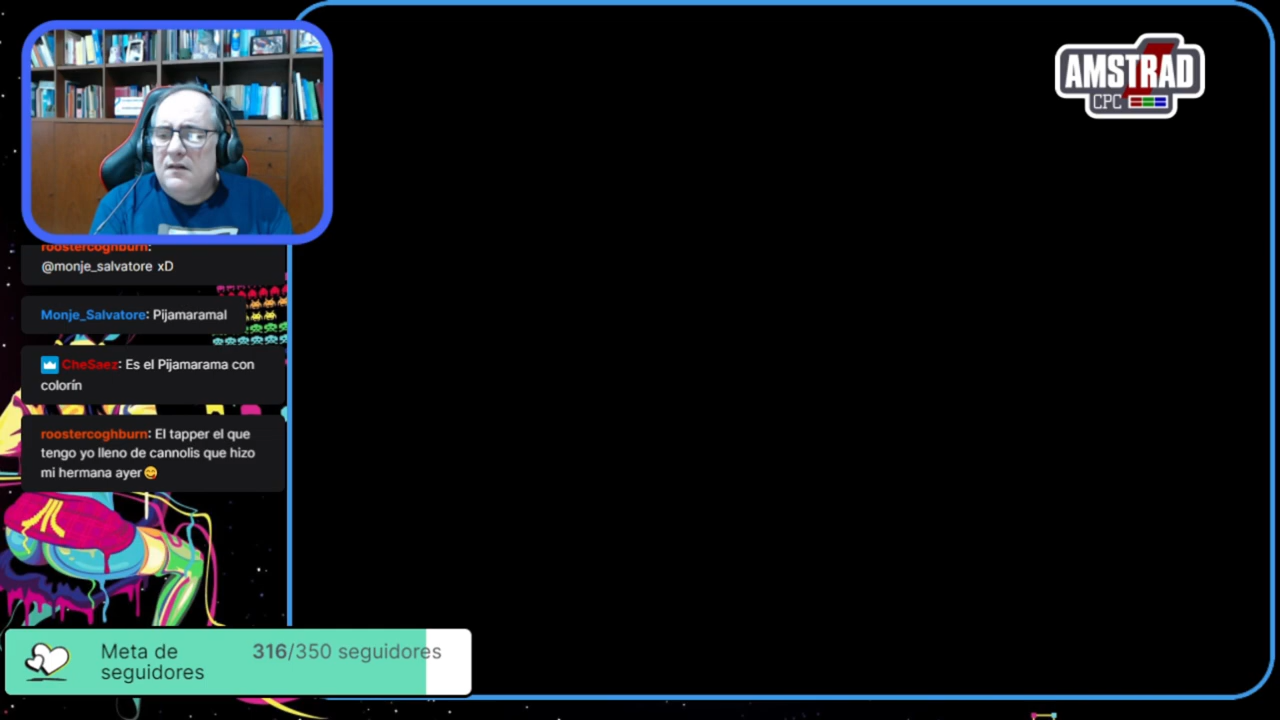 AMSTRAD
CPC
roostercoghburn:
@monje_salvatore xD
Monje_Salvatore: Pijamaramal
CheSaez: Es el Pijamarama con
colorín
roostercoghburn: El tapper el que
tengo yo lleno de cannolis que hizo
mi hermana ayer😋
Meta de
seguidores
316/350 seguidores